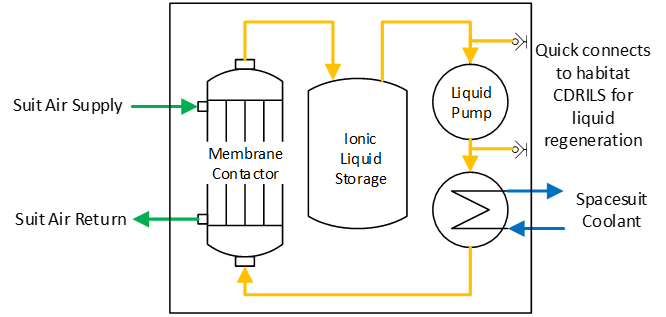 Suit Air Supply
Suit Air Return
Membrane
Contactor
Ionic
Liquid
Storage
Liquid
Pump
Quick connects
to habitat
CDRILS for
liquid
regeneration
Spacesuit
Coolant